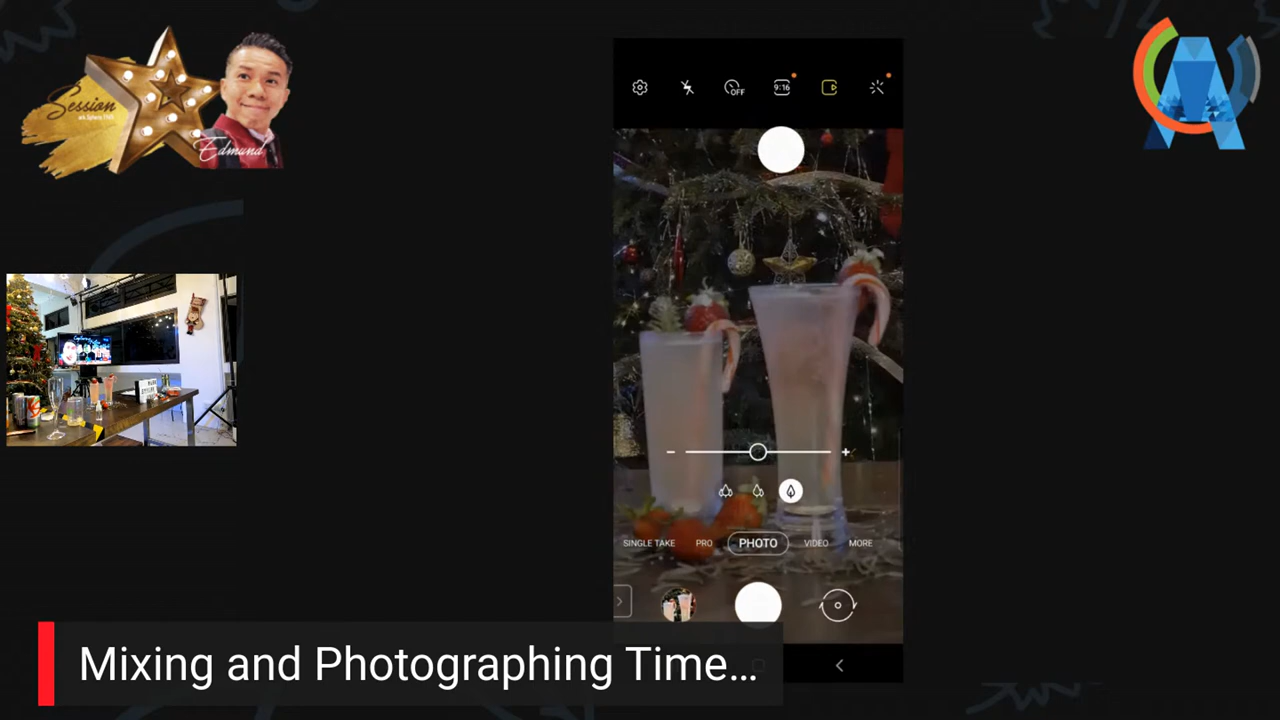 Session
Edmund
OFF
9:16
SINGLE TAKE
PRO
PHOTO
VIDEO
MORE
Mixing and Photographing Time...